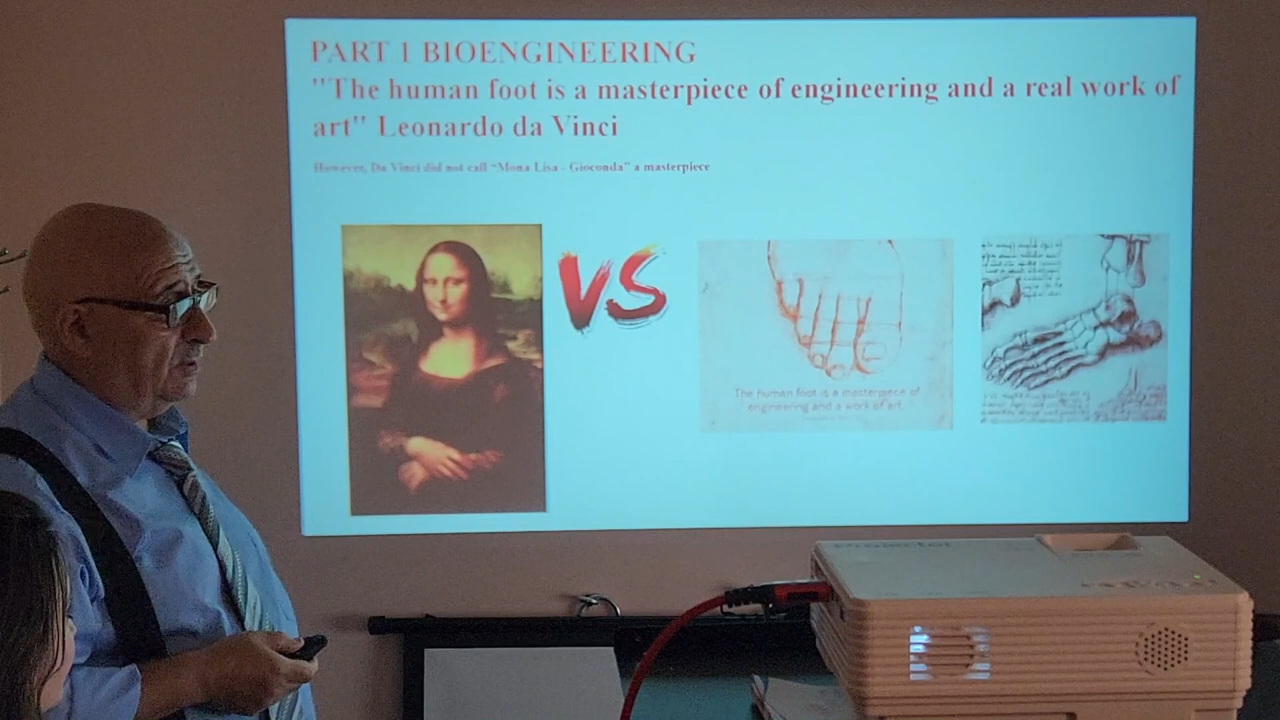 PART 1 BIOENGINEERING
"The human foot is a masterpiece of engineering and a real work of
art" Leonardo da Vinci
However, Da Vinci did not call “Mona Lisa - Gioconda” a masterpiece
VS
The human foot is a masterpiece of
engineering and a work of art.
Projector